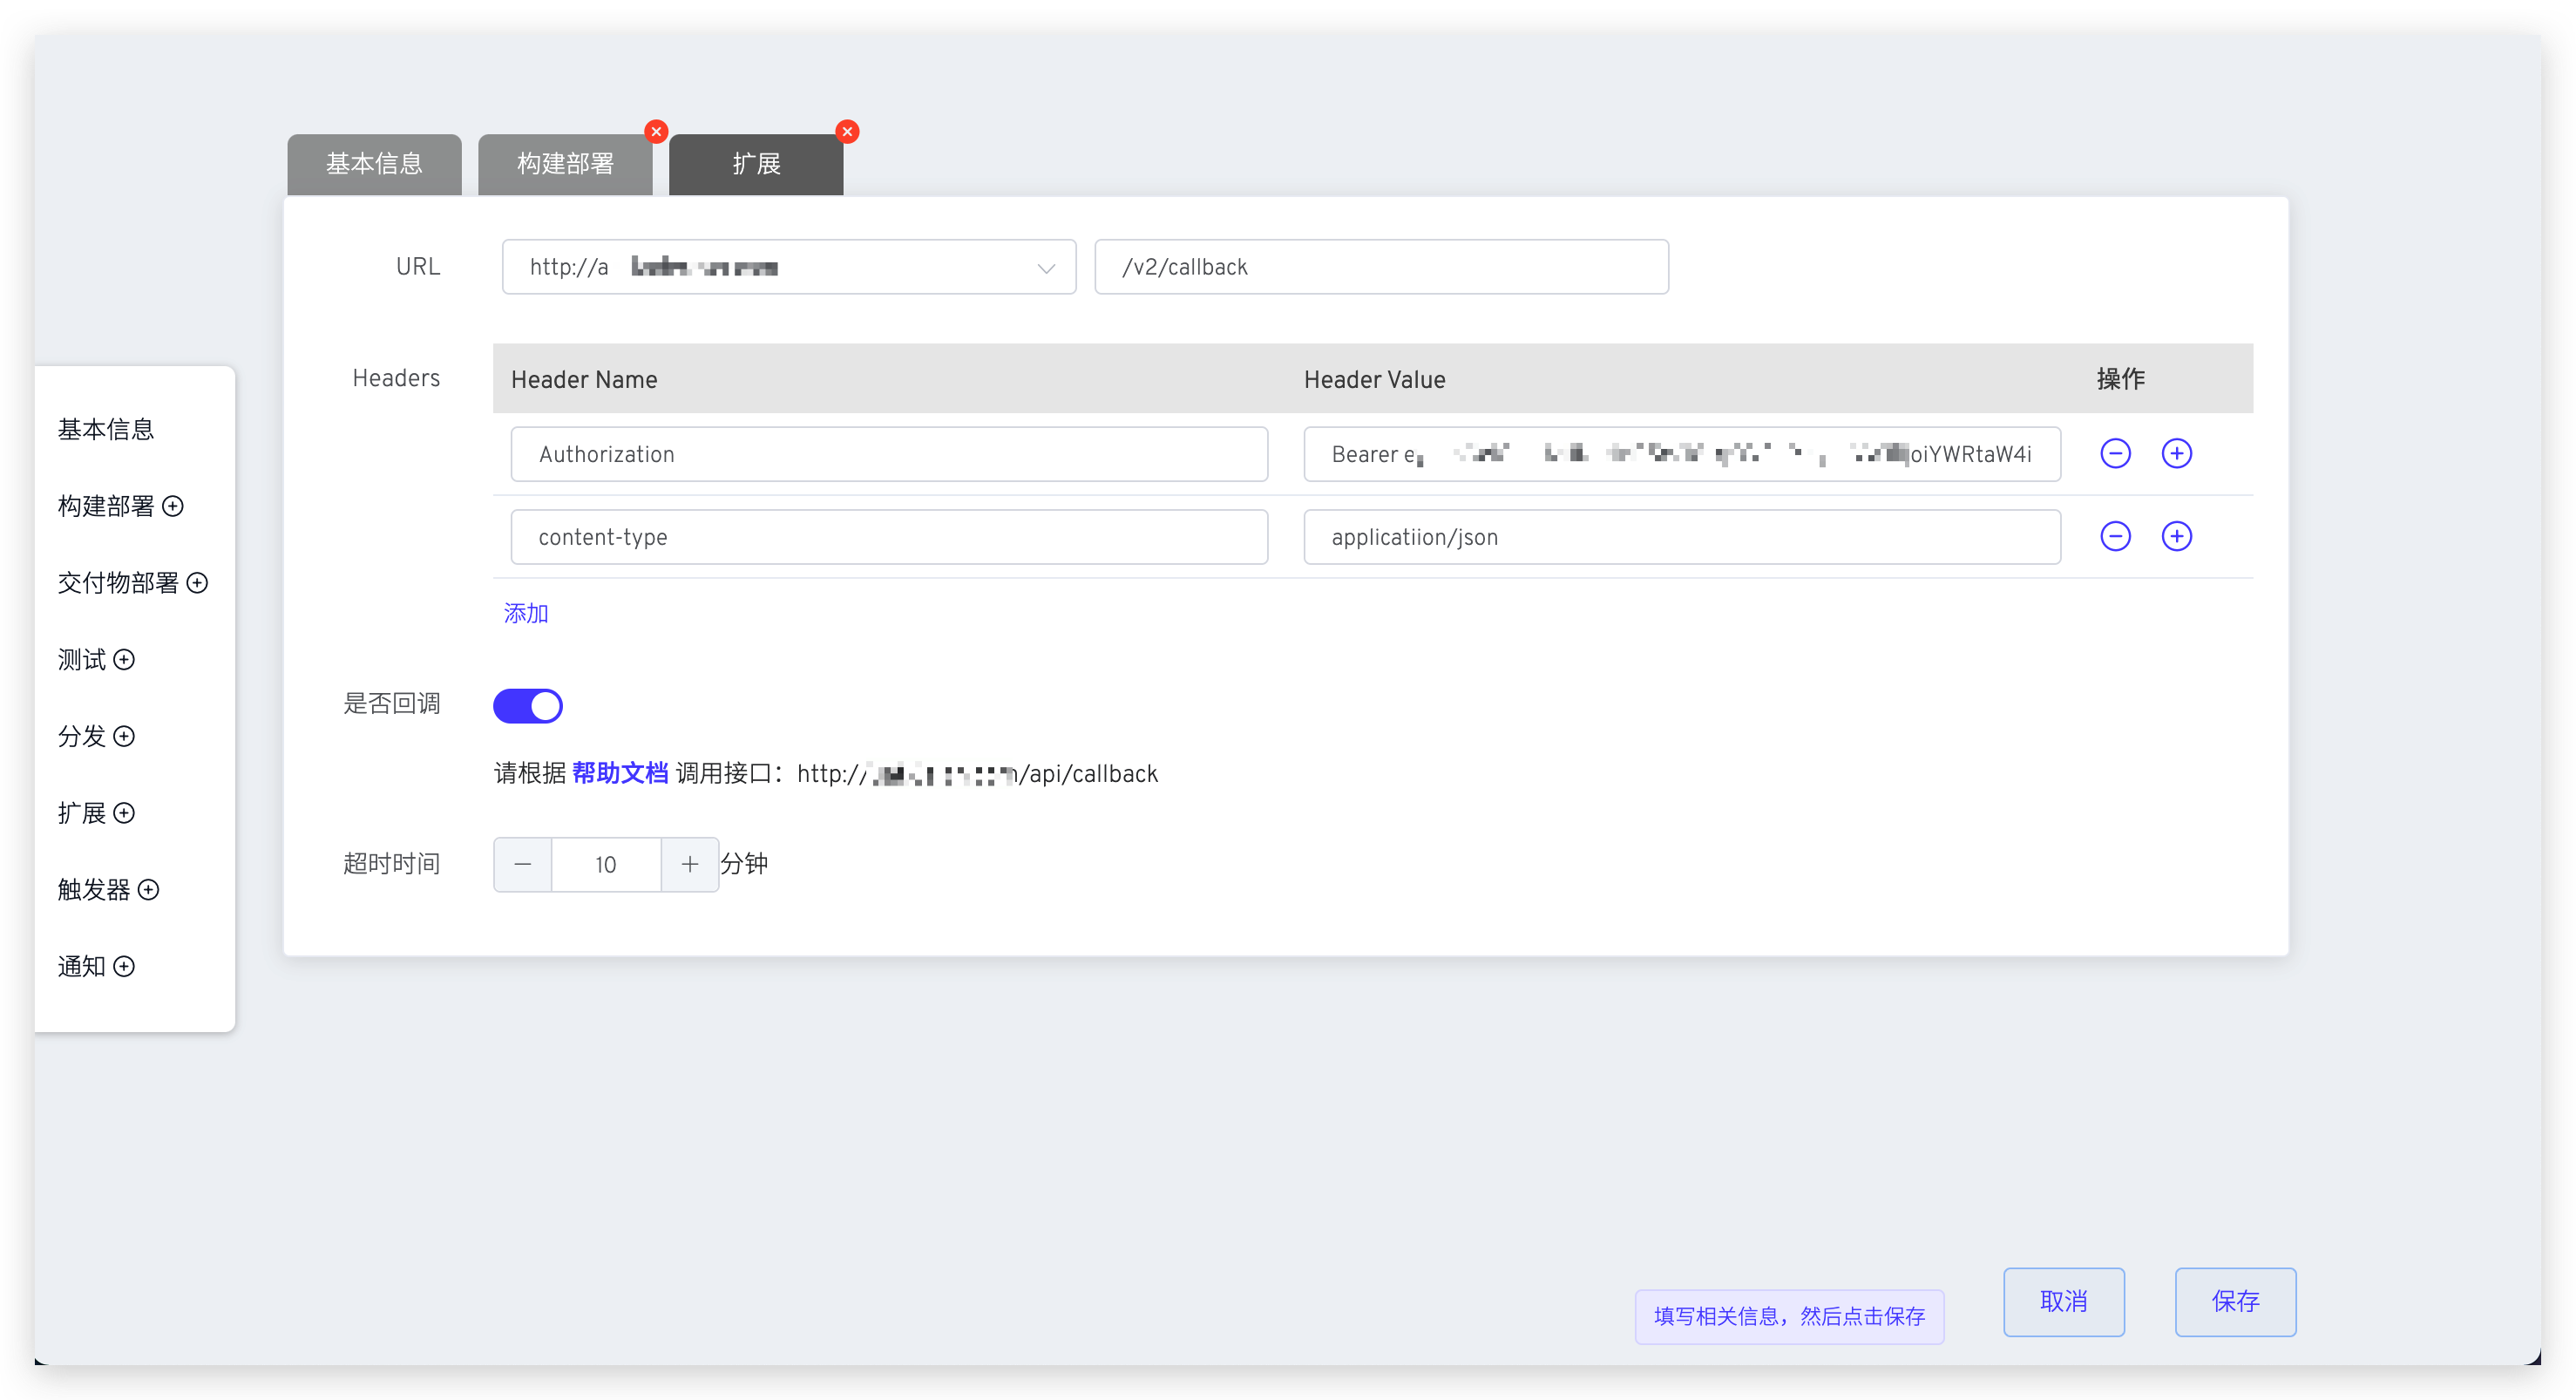 基本信息
构建部署
扩展
URL
http://a
/v2/callback
Headers
Header Name
Header Value
操作
Authorization
Bearer e
oiYWRtaW4i
content-type
applicatiion/json
添加
是否回调
请根据 帮助文档 调用接口：http://
/api/callback
超时时间
10
分钟
基本信息
构建部署
交付物部署
测试
分发
扩展
触发器
通知
填写相关信息，然后点击保存
取消
保存